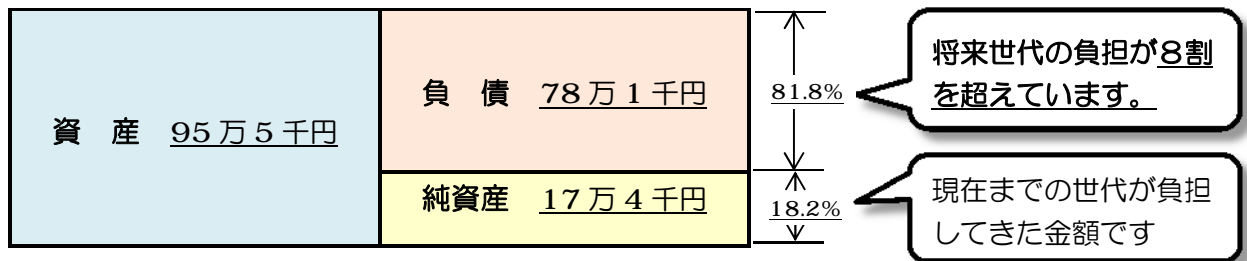 資　産　95万5千円
負　債　78万1千円
純資産　17万4千円
81.8%
18.2%
将来世代の負担が8割
を超えています。
現在までの世代が負担
してきた金額です